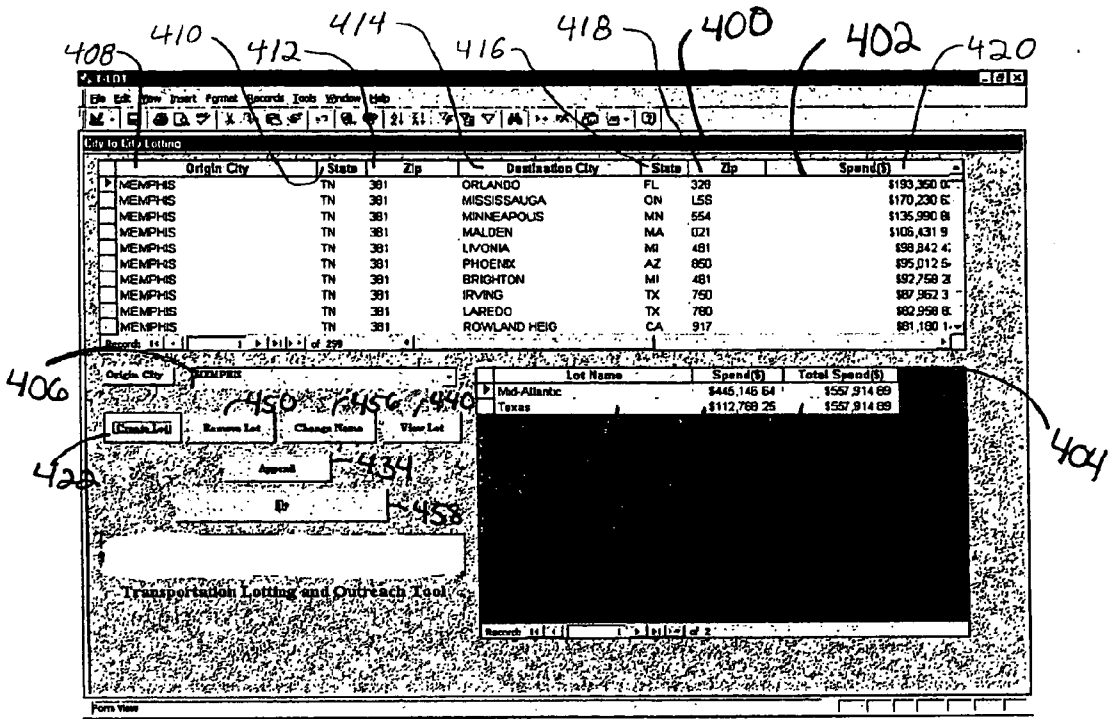 408 410 412 414 416 418 400 402 420
T-LOT
File Edit View Insert Format Records Tools Window Help
City to City Lotting
Origin City State Zip Destination City State Zip Spend($)
MEMPHIS TN 381 ORLANDO FL 328
MEMPHIS TN 381 MISSISSAUGA ON L5S
MEMPHIS TN 381 MINNEAPOLIS MN 554
MEMPHIS TN 381 MALDEN MA 021
MEMPHIS TN 381 LIVONIA MI 481
MEMPHIS TN 381 PHOENIX AZ 850
MEMPHIS TN 381 BRIGHTON MI 481
MEMPHIS TN 381 IRVING TX 750
MEMPHIS TN 381 LAREDO TX 780
MEMPHIS TN 381 ROWLAND HEIG CA 917
Record: 1 of 299
406 Origin City MEMPHIS
Lot Name Spend($) Total Spend($)
Mid-Atlantic $445,146.64 $557,914.89
Texas $112,768.25 $557,914.89
450 456 440
Create Lot Remove Lot Change Name View Lot
422 404
Append 434
458
Transportation Lotting and Outreach Tool
Record: 1 of 2
Form View